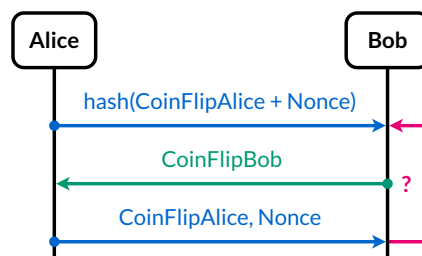 Alice
Bob
hash(CoinFlipAlice + Nonce)
CoinFlipBob
?
CoinFlipAlice, Nonce